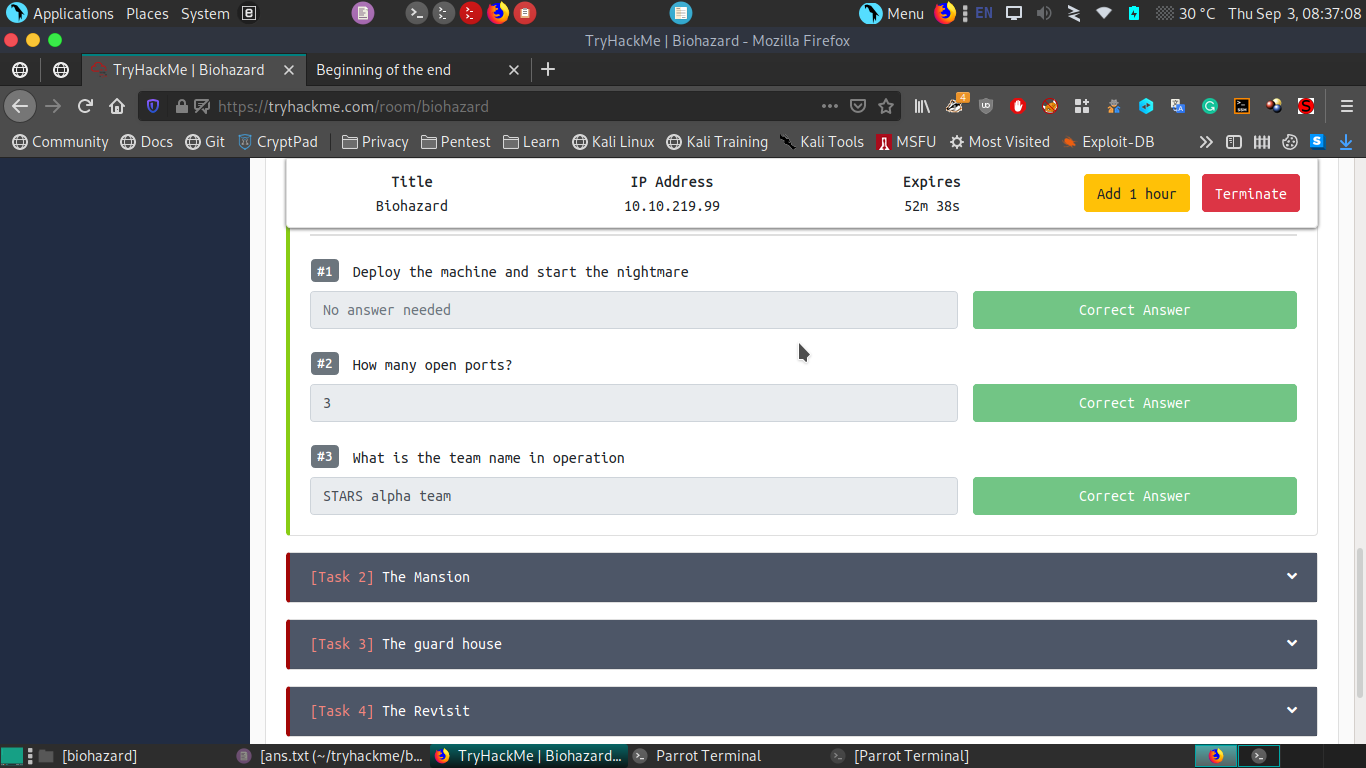 Applications Places System Menu EN 30 °C Thu Sep 3, 08:37:08
TryHackMe | Biohazard - Mozilla Firefox
TryHackMe | Biohazard Beginning of the end
https://tryhackme.com/room/biohazard 4
Community Docs Git CryptPad Privacy Pentest Learn Kali Linux Kali Training Kali Tools MSFU Most Visited Exploit-DB
Title IP Address Expires
Biohazard 10.10.219.99 52m 38s
Add 1 hour Terminate
#1 Deploy the machine and start the nightmare
No answer needed Correct Answer
#2 How many open ports?
3 Correct Answer
#3 What is the team name in operation
STARS alpha team Correct Answer
[Task 2] The Mansion
[Task 3] The guard house
[Task 4] The Revisit
[biohazard] [ans.txt (~/tryhackme/b... TryHackMe | Biohazard... Parrot Terminal [Parrot Terminal]